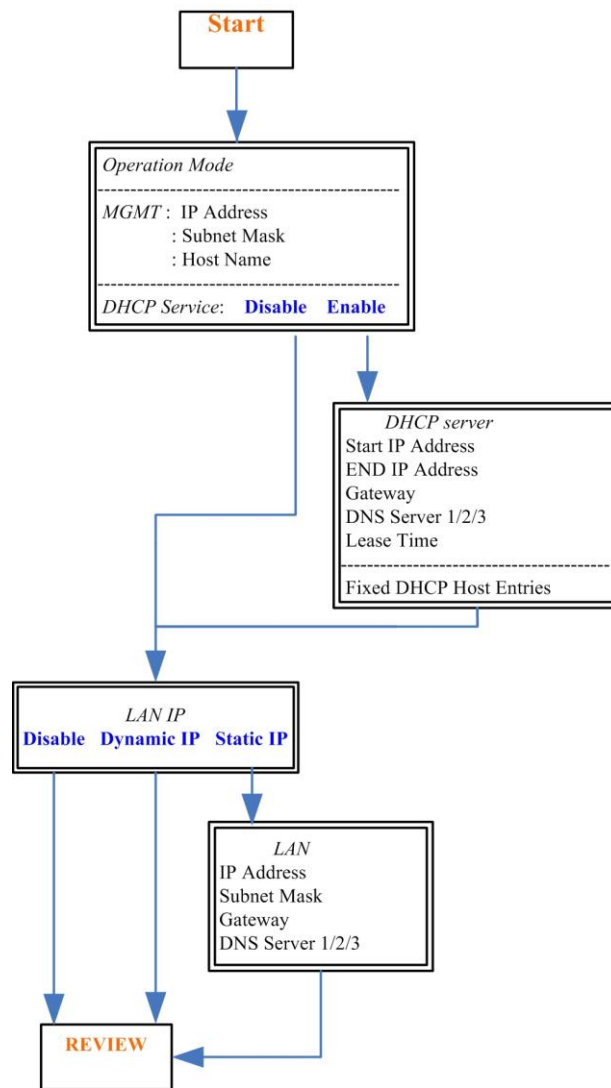 Start
Operation Mode
MGMT : IP Address
: Subnet Mask
: Host Name
DHCP Service: Disable Enable
DHCP server
Start IP Address
END IP Address
Gateway
DNS Server 1/2/3
Lease Time
Fixed DHCP Host Entries
LAN IP
Disable Dynamic IP Static IP
LAN
IP Address
Subnet Mask
Gateway
DNS Server 1/2/3
REVIEW